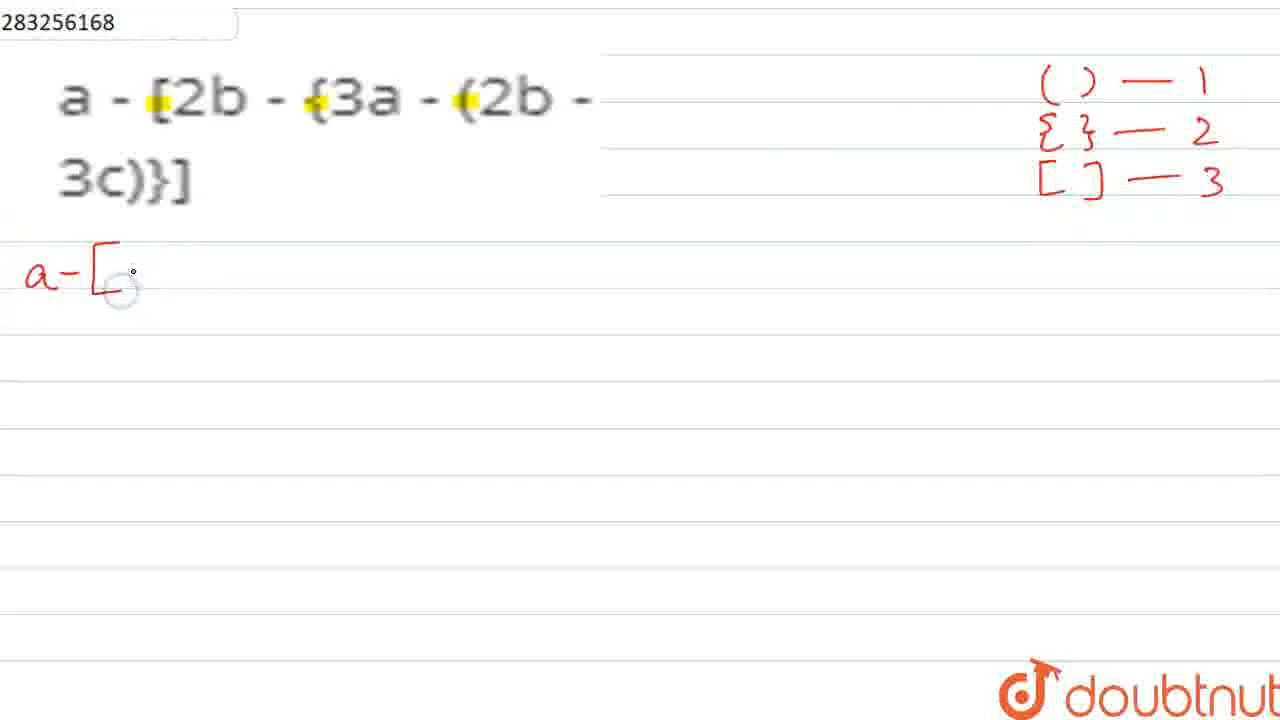 283256168
a - [2b - {3a - (2b -
3c)}]
( ) — 1
{ } — 2
[ ] — 3
a - [
doubtnut